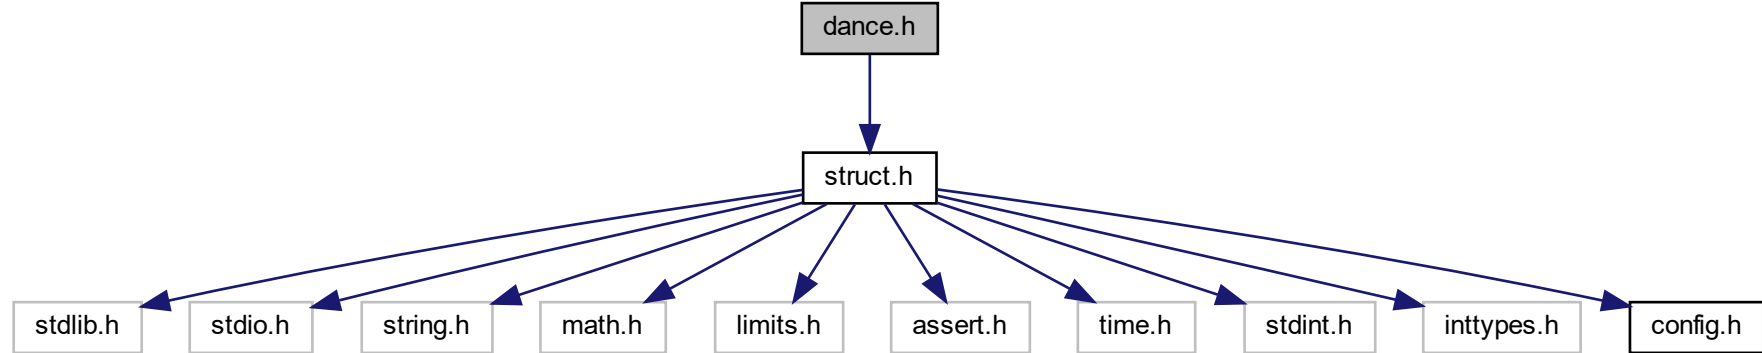 dance.h
struct.h
stdlib.h
stdio.h
string.h
math.h
limits.h
assert.h
time.h
stdint.h
inttypes.h
config.h